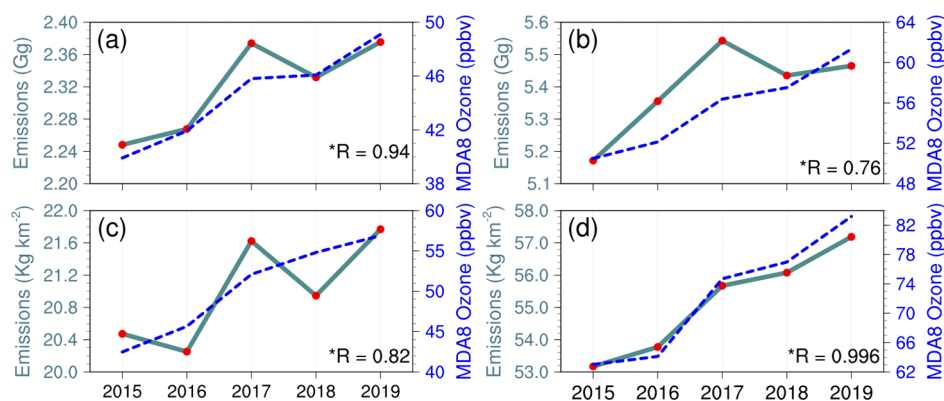 (a)
Emissions (Gg)
2.40
2.36
2.32
2.28
2.24
2.20
50
46
42
38
MDA8 Ozone (ppbv)
*R = 0.94
(b)
Emissions (Gg)
5.6
5.5
5.4
5.3
5.2
5.1
64
60
56
52
48
MDA8 Ozone (ppbv)
*R = 0.76
(c)
Emissions (Kg km⁻²)
22.0
21.6
21.2
20.8
20.4
20.0
60
55
50
45
40
MDA8 Ozone (ppbv)
*R = 0.82
2015 2016 2017 2018 2019
(d)
Emissions (Kg km⁻²)
58.0
57.0
56.0
55.0
54.0
53.0
82
78
74
70
66
62
MDA8 Ozone (ppbv)
*R = 0.996
2015 2016 2017 2018 2019